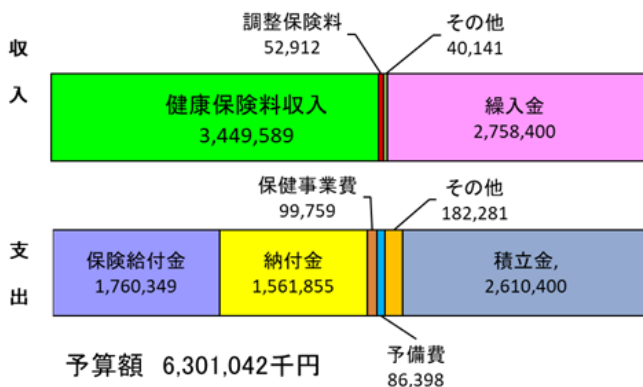 収入
調整保険料
52,912
その他
40,141
健康保険料収入
3,449,589
繰入金
2,758,400
支出
保健事業費
99,759
その他
182,281
保険給付金
1,760,349
納付金
1,561,855
積立金,
2,610,400
予備費
86,398
予算額 6,301,042千円